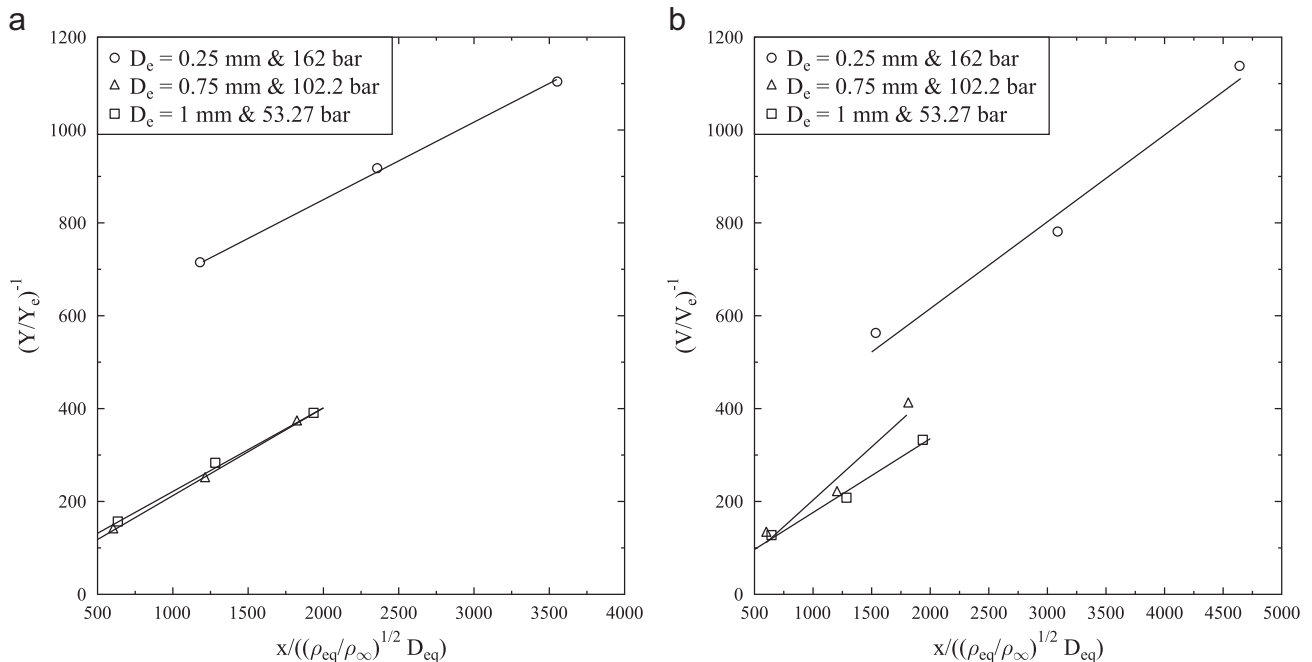 a
1200
1000
800
600
400
200
0
(Y/Yₑ)⁻¹
○ Dₑ = 0.25 mm & 162 bar
△ Dₑ = 0.75 mm & 102.2 bar
□ Dₑ = 1 mm & 53.27 bar
500 1000 1500 2000 2500 3000 3500 4000
x/((ρeq/ρ∞)^1/2 Deq)
b
1200
1000
800
600
400
200
0
(V/Vₑ)⁻¹
○ Dₑ = 0.25 mm & 162 bar
△ Dₑ = 0.75 mm & 102.2 bar
□ Dₑ = 1 mm & 53.27 bar
500 1000 1500 2000 2500 3000 3500 4000 4500 5000
x/((ρeq/ρ∞)^1/2 Deq)